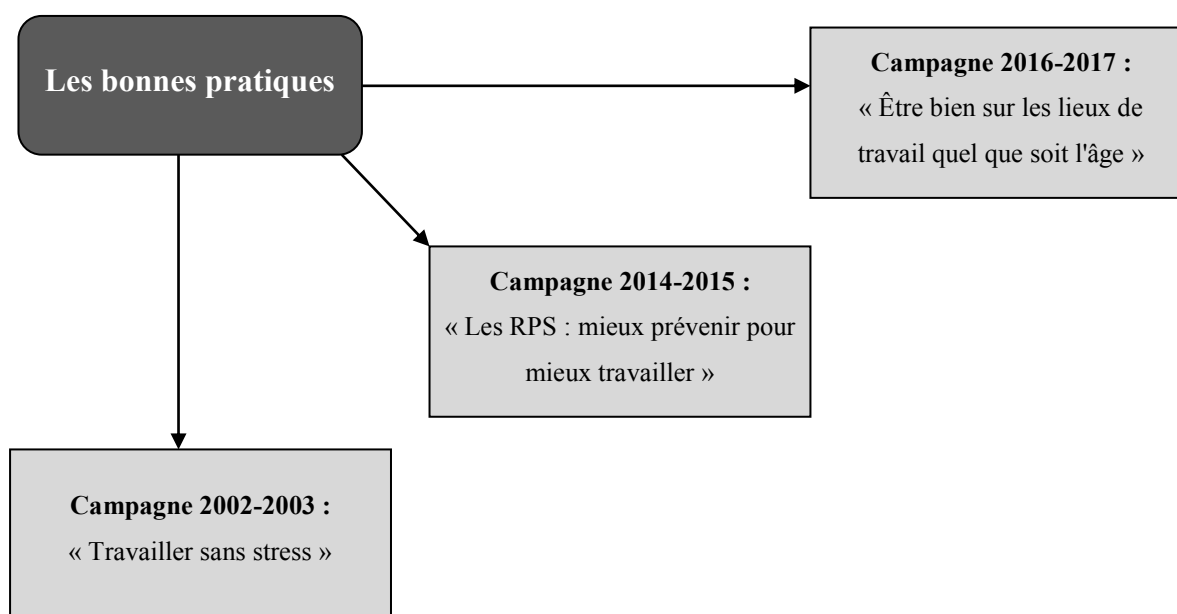 Les bonnes pratiques
Campagne 2016-2017 :
« Être bien sur les lieux de
travail quel que soit l'âge »
Campagne 2014-2015 :
« Les RPS : mieux prévenir pour
mieux travailler »
Campagne 2002-2003 :
« Travailler sans stress »